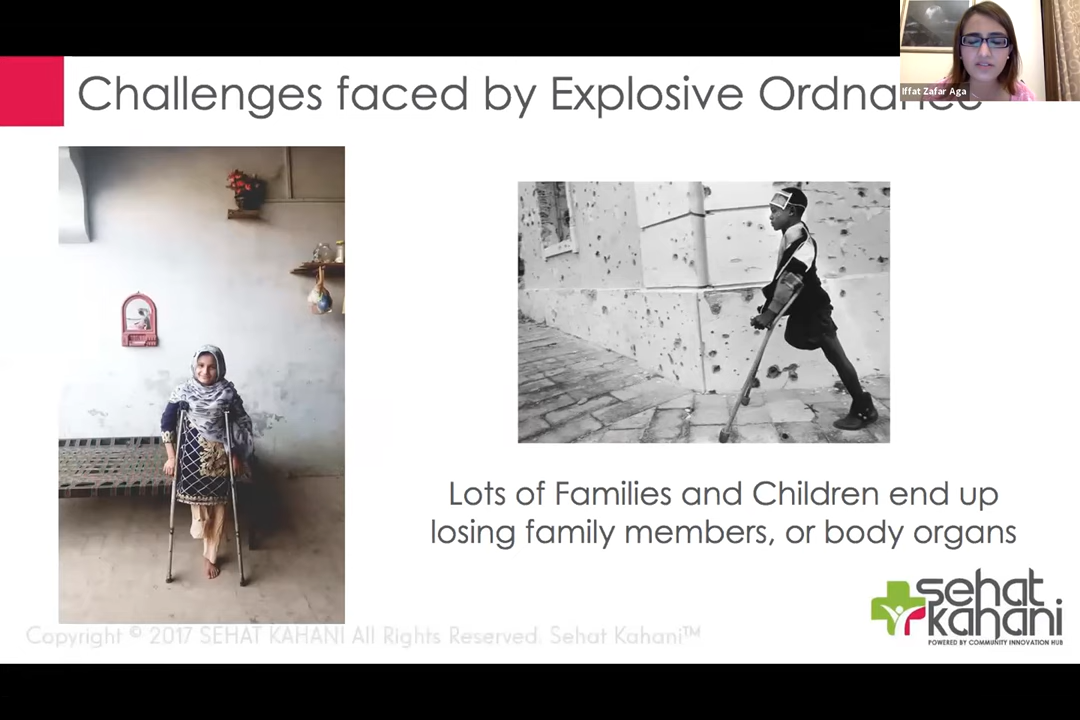 Challenges faced by Explosive Ordnance
Iffat Zafar Aga
Lots of Families and Children end up
losing family members, or body organs
sehat
kahani
POWERED BY COMMUNITY INNOVATION HUB
Copyright © 2017 SEHAT KAHANI All Rights Reserved. Sehat Kahani™